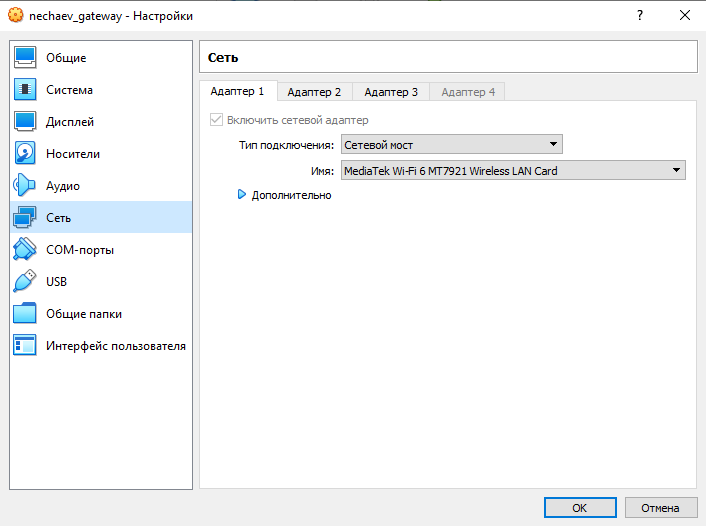 nechaev_gateway - Настройки
?
Общие
Система
Дисплей
Носители
Аудио
Сеть
COM-порты
USB
Общие папки
Интерфейс пользователя
Сеть
Адаптер 1 Адаптер 2 Адаптер 3 Адаптер 4
Включить сетевой адаптер
Тип подключения: Сетевой мост
Имя: MediaTek Wi-Fi 6 MT7921 Wireless LAN Card
Дополнительно
OK Отмена